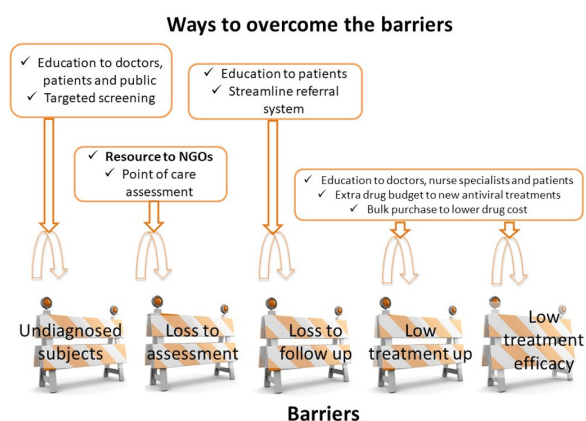 Ways to overcome the barriers
✓ Education to doctors,
patients and public
✓ Targeted screening
✓ Education to patients
✓ Streamline referral
system
✓ Resource to NGOs
✓ Point of care
assessment
✓ Education to doctors, nurse specialists and patients
✓ Extra drug budget to new antiviral treatments
✓ Bulk purchase to lower drug cost
Undiagnosed
subjects
Loss to
assessment
Loss to
follow up
Low
treatment up
Low
treatment
efficacy
Barriers